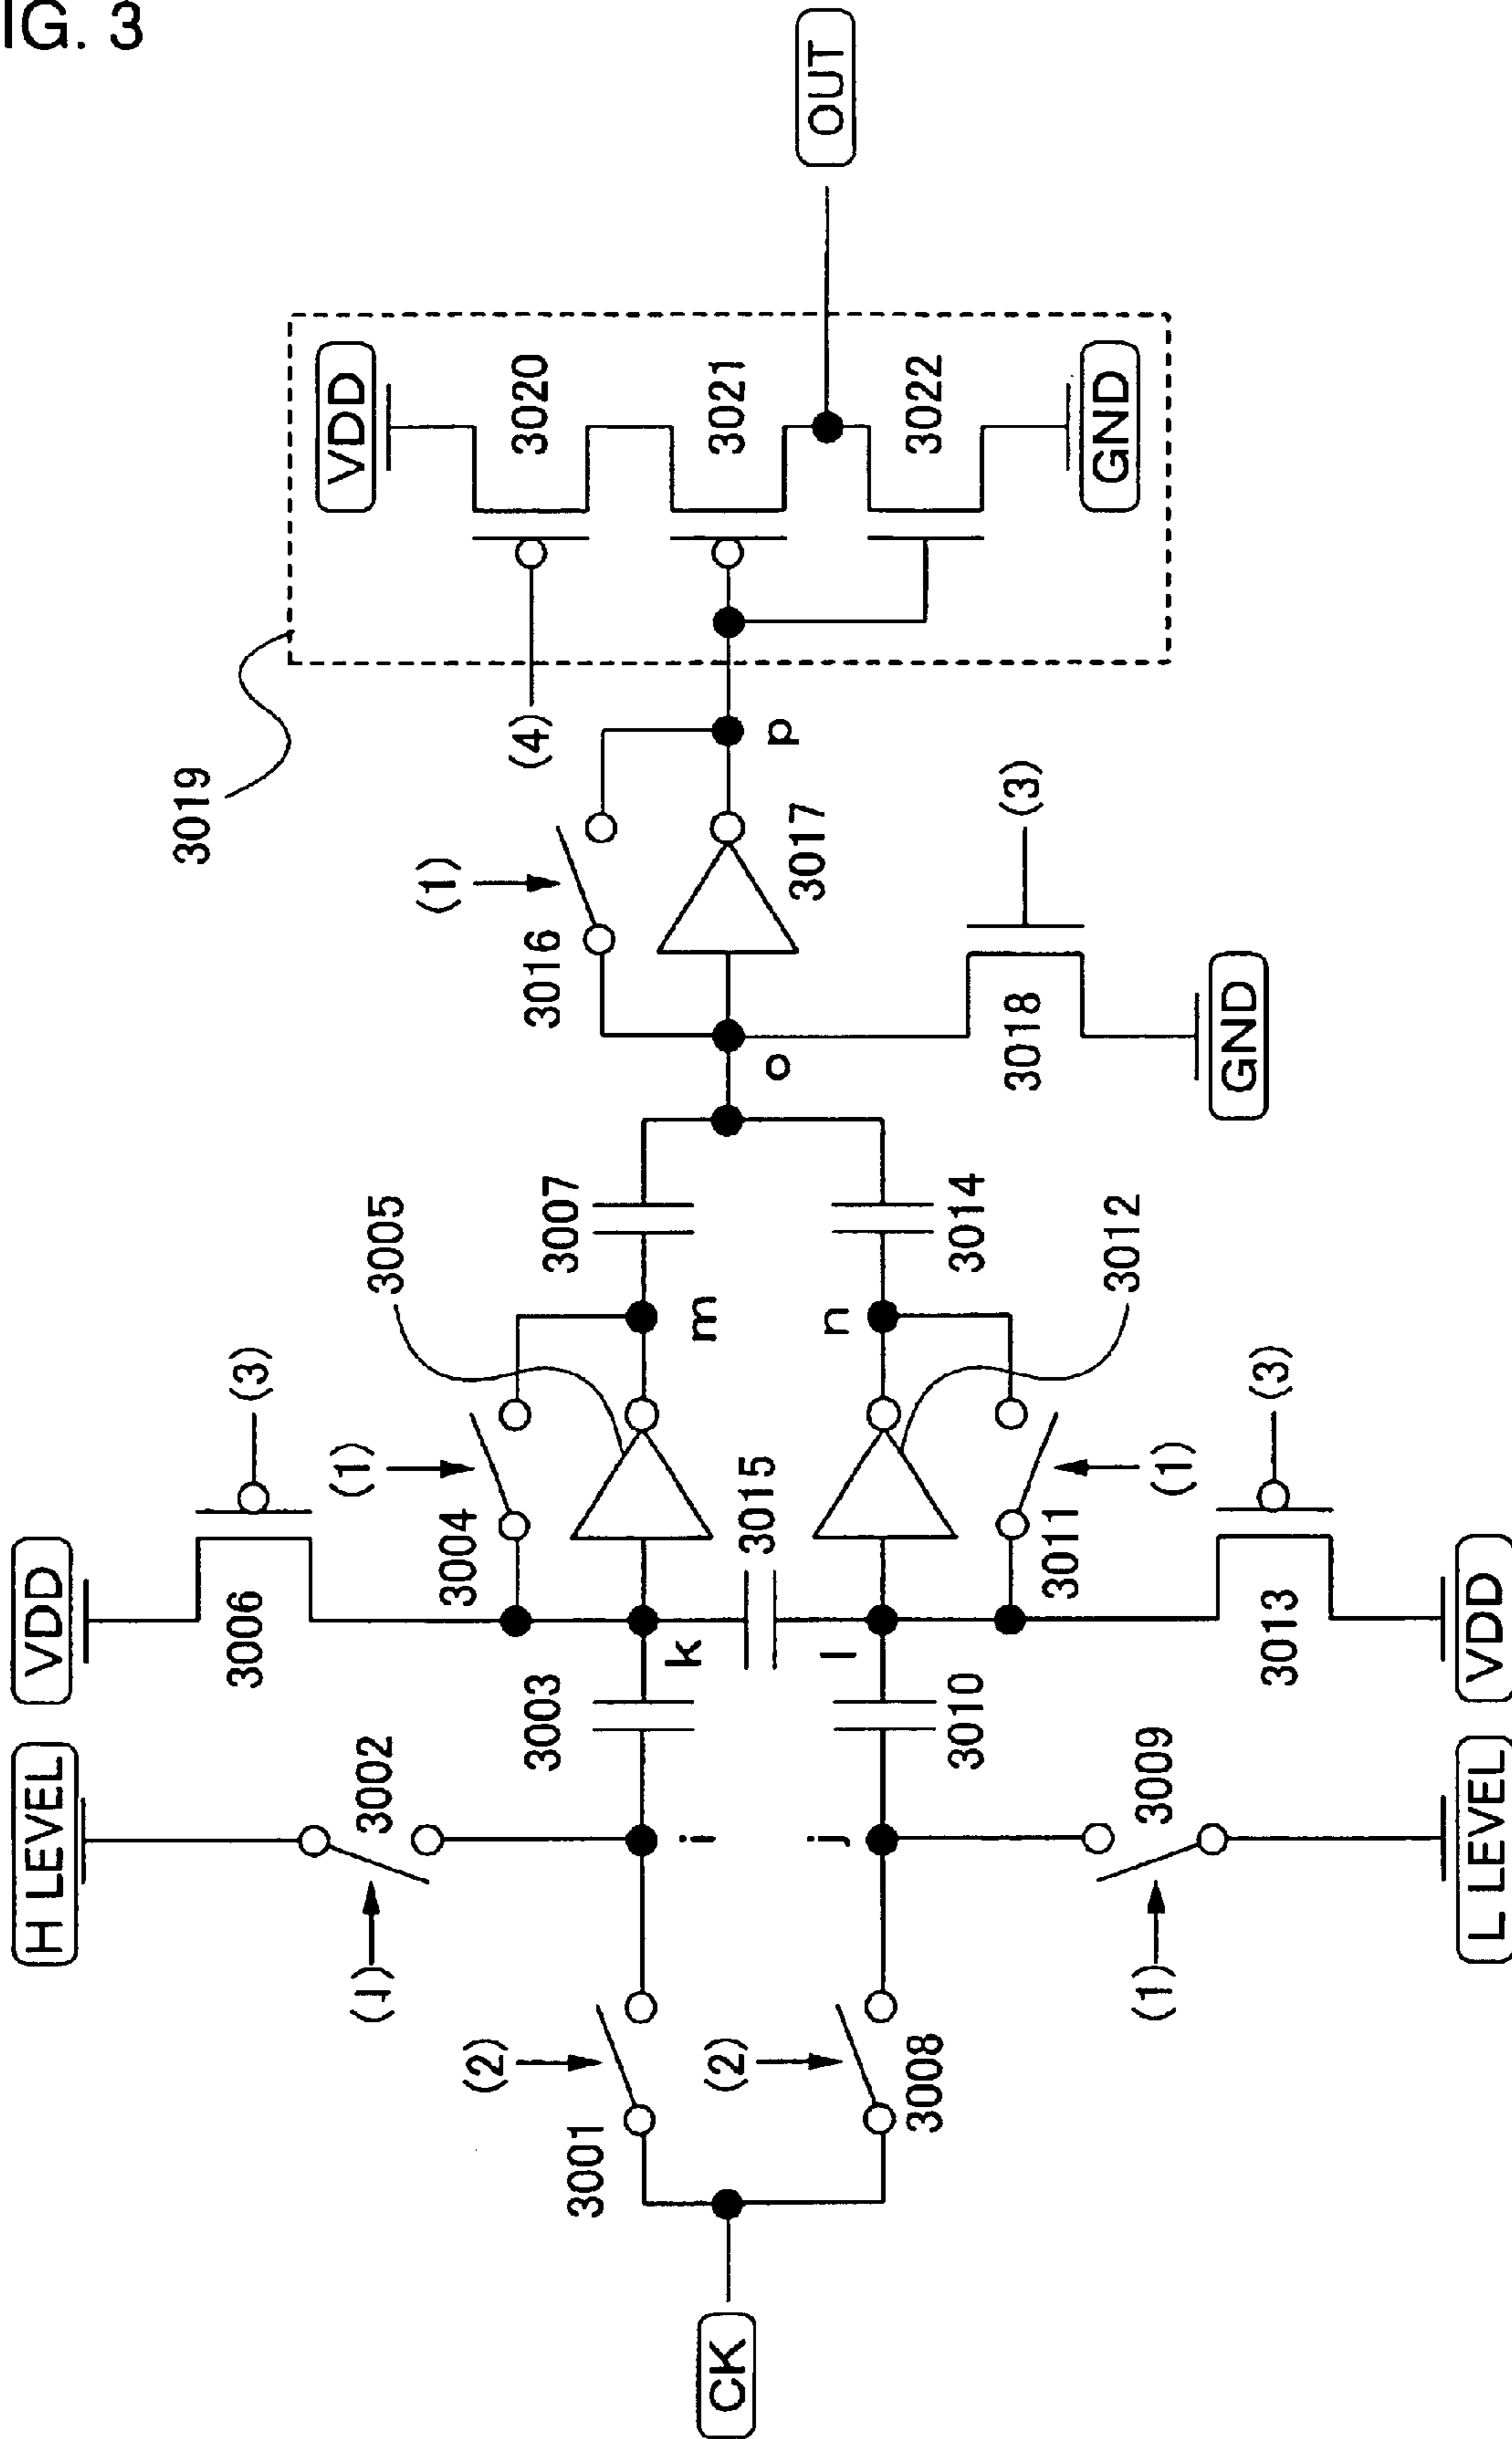 IG. 3
OUT
VDD
3020
3021
3022
GND
3019
(4)
p
(1)
3016
3017
(3)
3018
GND
o
3007
3014
3005
m
n
3012
(3)
(1)
3004
3015
3011
(1)
(3)
VDD
3006
k
l
3013
VDD
3003
3010
H LEVEL
3002
i
j
3009
L LEVEL
(1)
(1)
(2)
(2)
3001
3008
CK